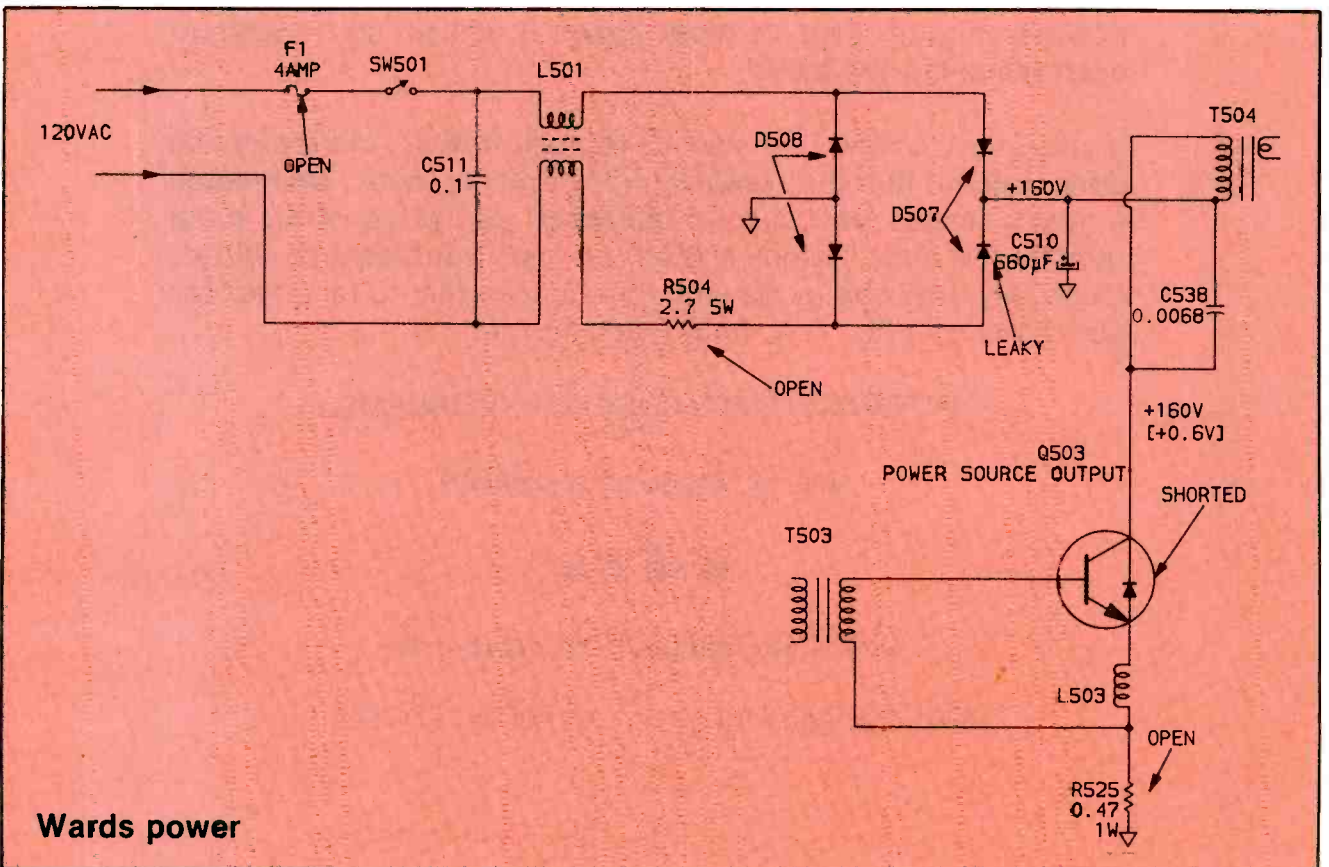 F1
4AMP
SW501
L501
T504
120VAC
OPEN
C511
0.1
D508
D507
+160V
C510
660µF
+
C538
0.0068
R504
2.7 5W
OPEN
LEAKY
+160V
[+0.6V]
Q503
POWER SOURCE OUTPUT
SHORTED
T503
L503
OPEN
R525
0.47
1W
Wards power